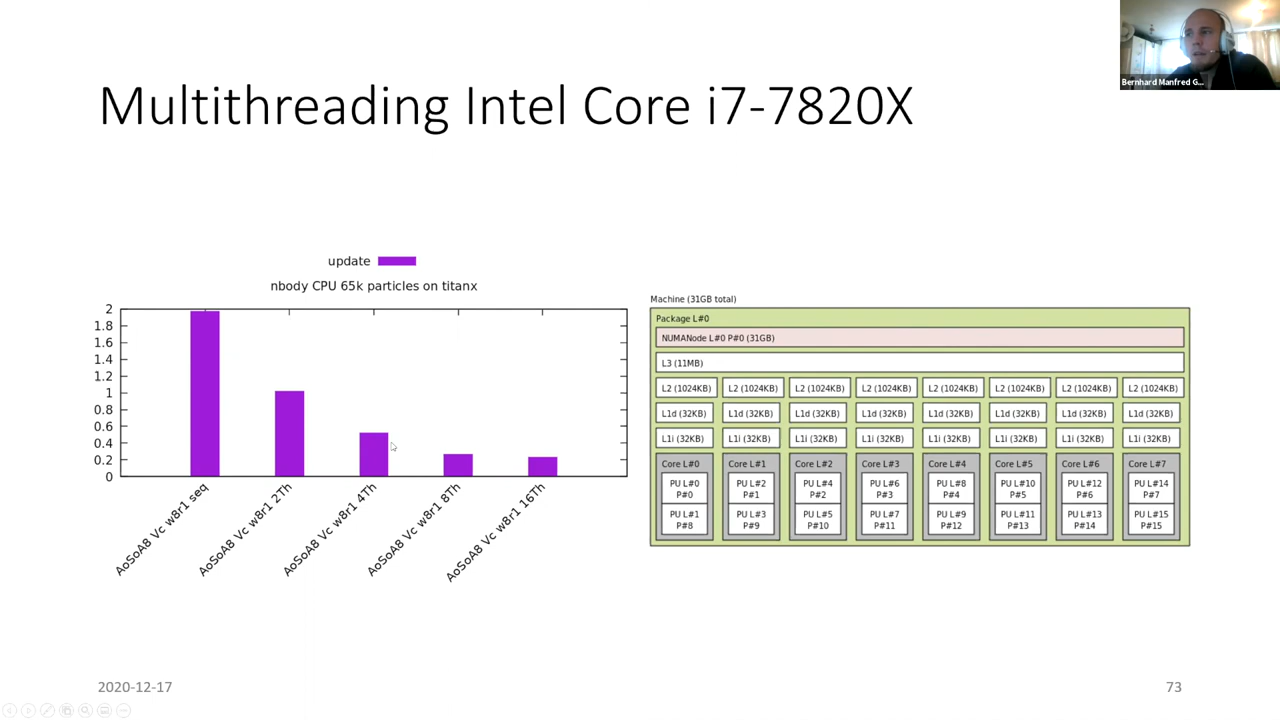 Bernhard Manfred G...
Multithreading Intel Core i7-7820X
update
nbody CPU 65k particles on titanx
2
1.8
1.6
1.4
1.2
1
0.8
0.6
0.4
0.2
0
AoSoA8 Vc w8r1 seq
AoSoA8 Vc w8r1 2Th
AoSoA8 Vc w8r1 4Th
AoSoA8 Vc w8r1 8Th
AoSoA8 Vc w8r1 16Th
Machine (31GB total)
Package L#0
NUMANode L#0 P#0 (31GB)
L3 (11MB)
L2 (1024KB) L2 (1024KB) L2 (1024KB) L2 (1024KB) L2 (1024KB) L2 (1024KB) L2 (1024KB) L2 (1024KB)
L1d (32KB) L1d (32KB) L1d (32KB) L1d (32KB) L1d (32KB) L1d (32KB) L1d (32KB) L1d (32KB)
L1i (32KB) L1i (32KB) L1i (32KB) L1i (32KB) L1i (32KB) L1i (32KB) L1i (32KB) L1i (32KB)
Core L#0 Core L#1 Core L#2 Core L#3 Core L#4 Core L#5 Core L#6 Core L#7
PU L#0 PU L#2 PU L#4 PU L#6 PU L#8 PU L#10 PU L#12 PU L#14
P#0 P#1 P#2 P#3 P#4 P#5 P#6 P#7
PU L#1 PU L#3 PU L#5 PU L#7 PU L#9 PU L#11 PU L#13 PU L#15
P#8 P#9 P#10 P#11 P#12 P#13 P#14 P#15
2020-12-17
73